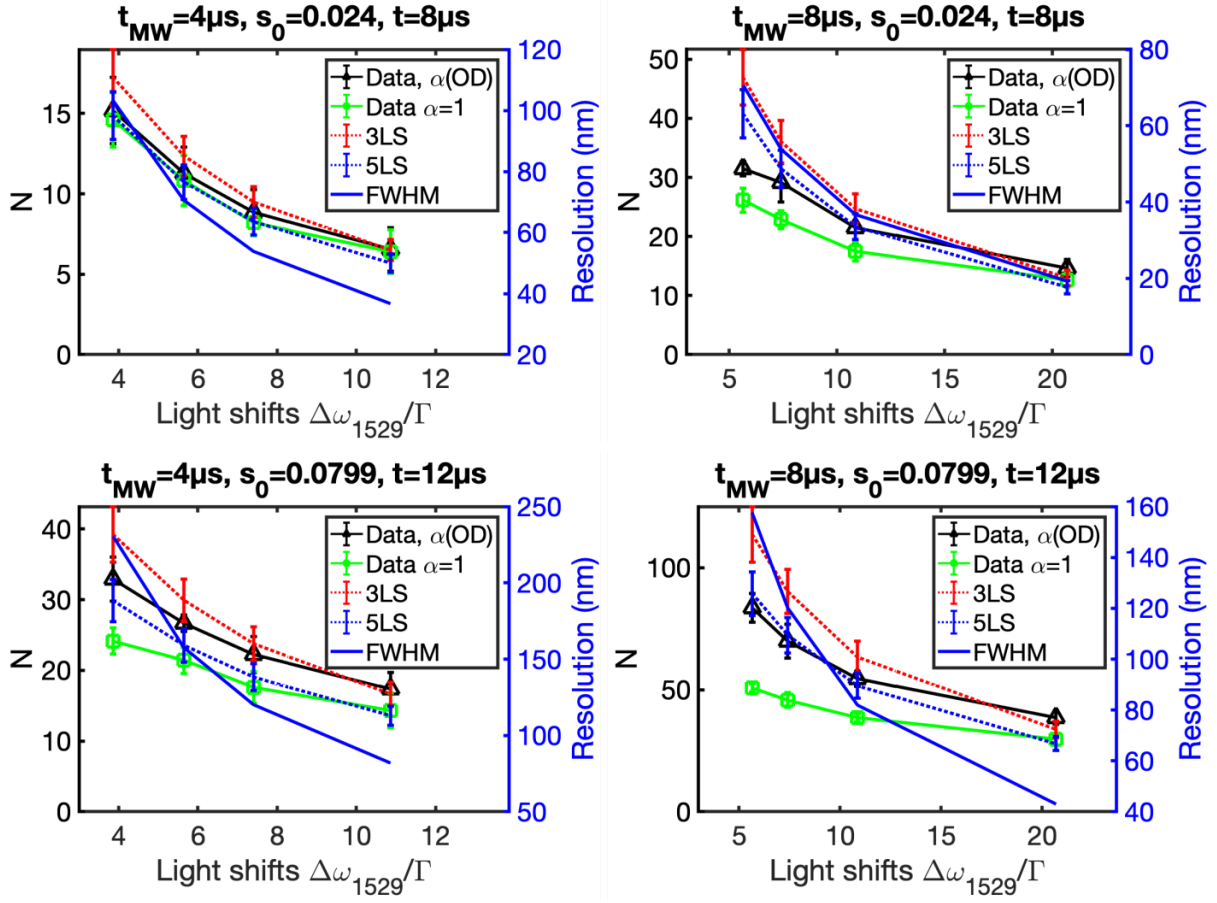 t_MW=4μs, s_0=0.024, t=8μs
N
0
5
10
15
4
6
8
10
12
Light shifts Δω_1529/Γ
20
40
60
80
100
120
Resolution (nm)
Data, α(OD)
Data α=1
3LS
5LS
FWHM
t_MW=8μs, s_0=0.024, t=8μs
N
0
10
20
30
40
50
5
10
15
20
Light shifts Δω_1529/Γ
0
20
40
60
80
Resolution (nm)
Data, α(OD)
Data α=1
3LS
5LS
FWHM
t_MW=4μs, s_0=0.0799, t=12μs
N
0
10
20
30
40
4
6
8
10
12
Light shifts Δω_1529/Γ
50
100
150
200
250
Resolution (nm)
Data, α(OD)
Data α=1
3LS
5LS
FWHM
t_MW=8μs, s_0=0.0799, t=12μs
N
0
50
100
5
10
15
20
Light shifts Δω_1529/Γ
40
60
80
100
120
140
160
Resolution (nm)
Data, α(OD)
Data α=1
3LS
5LS
FWHM